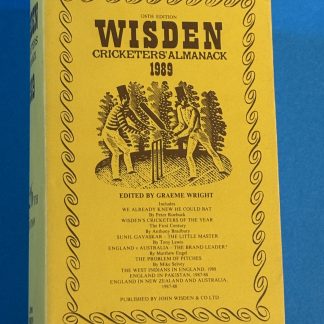 126TH EDITION
WISDEN
CRICKETERS' ALMANACK
1989
EDITED BY GRAEME WRIGHT
Includes
WE ALREADY KNEW HE COULD BAT
By Peter Roebuck
WISDEN'S CRICKETERS OF THE YEAR
The First Century
By Anthony Bradbury
SUNIL GAVASKAR – THE LITTLE MASTER
By Tony Lewis
ENGLAND v AUSTRALIA – THE BRAND LEADER?
By Matthew Engel
THE PROBLEM OF PITCHES
By Mike Selvey
THE WEST INDIANS IN ENGLAND, 1988
ENGLAND IN PAKISTAN, 1987-88
ENGLAND IN NEW ZEALAND AND AUSTRALIA,
1987-88
PUBLISHED BY JOHN WISDEN & CO LTD